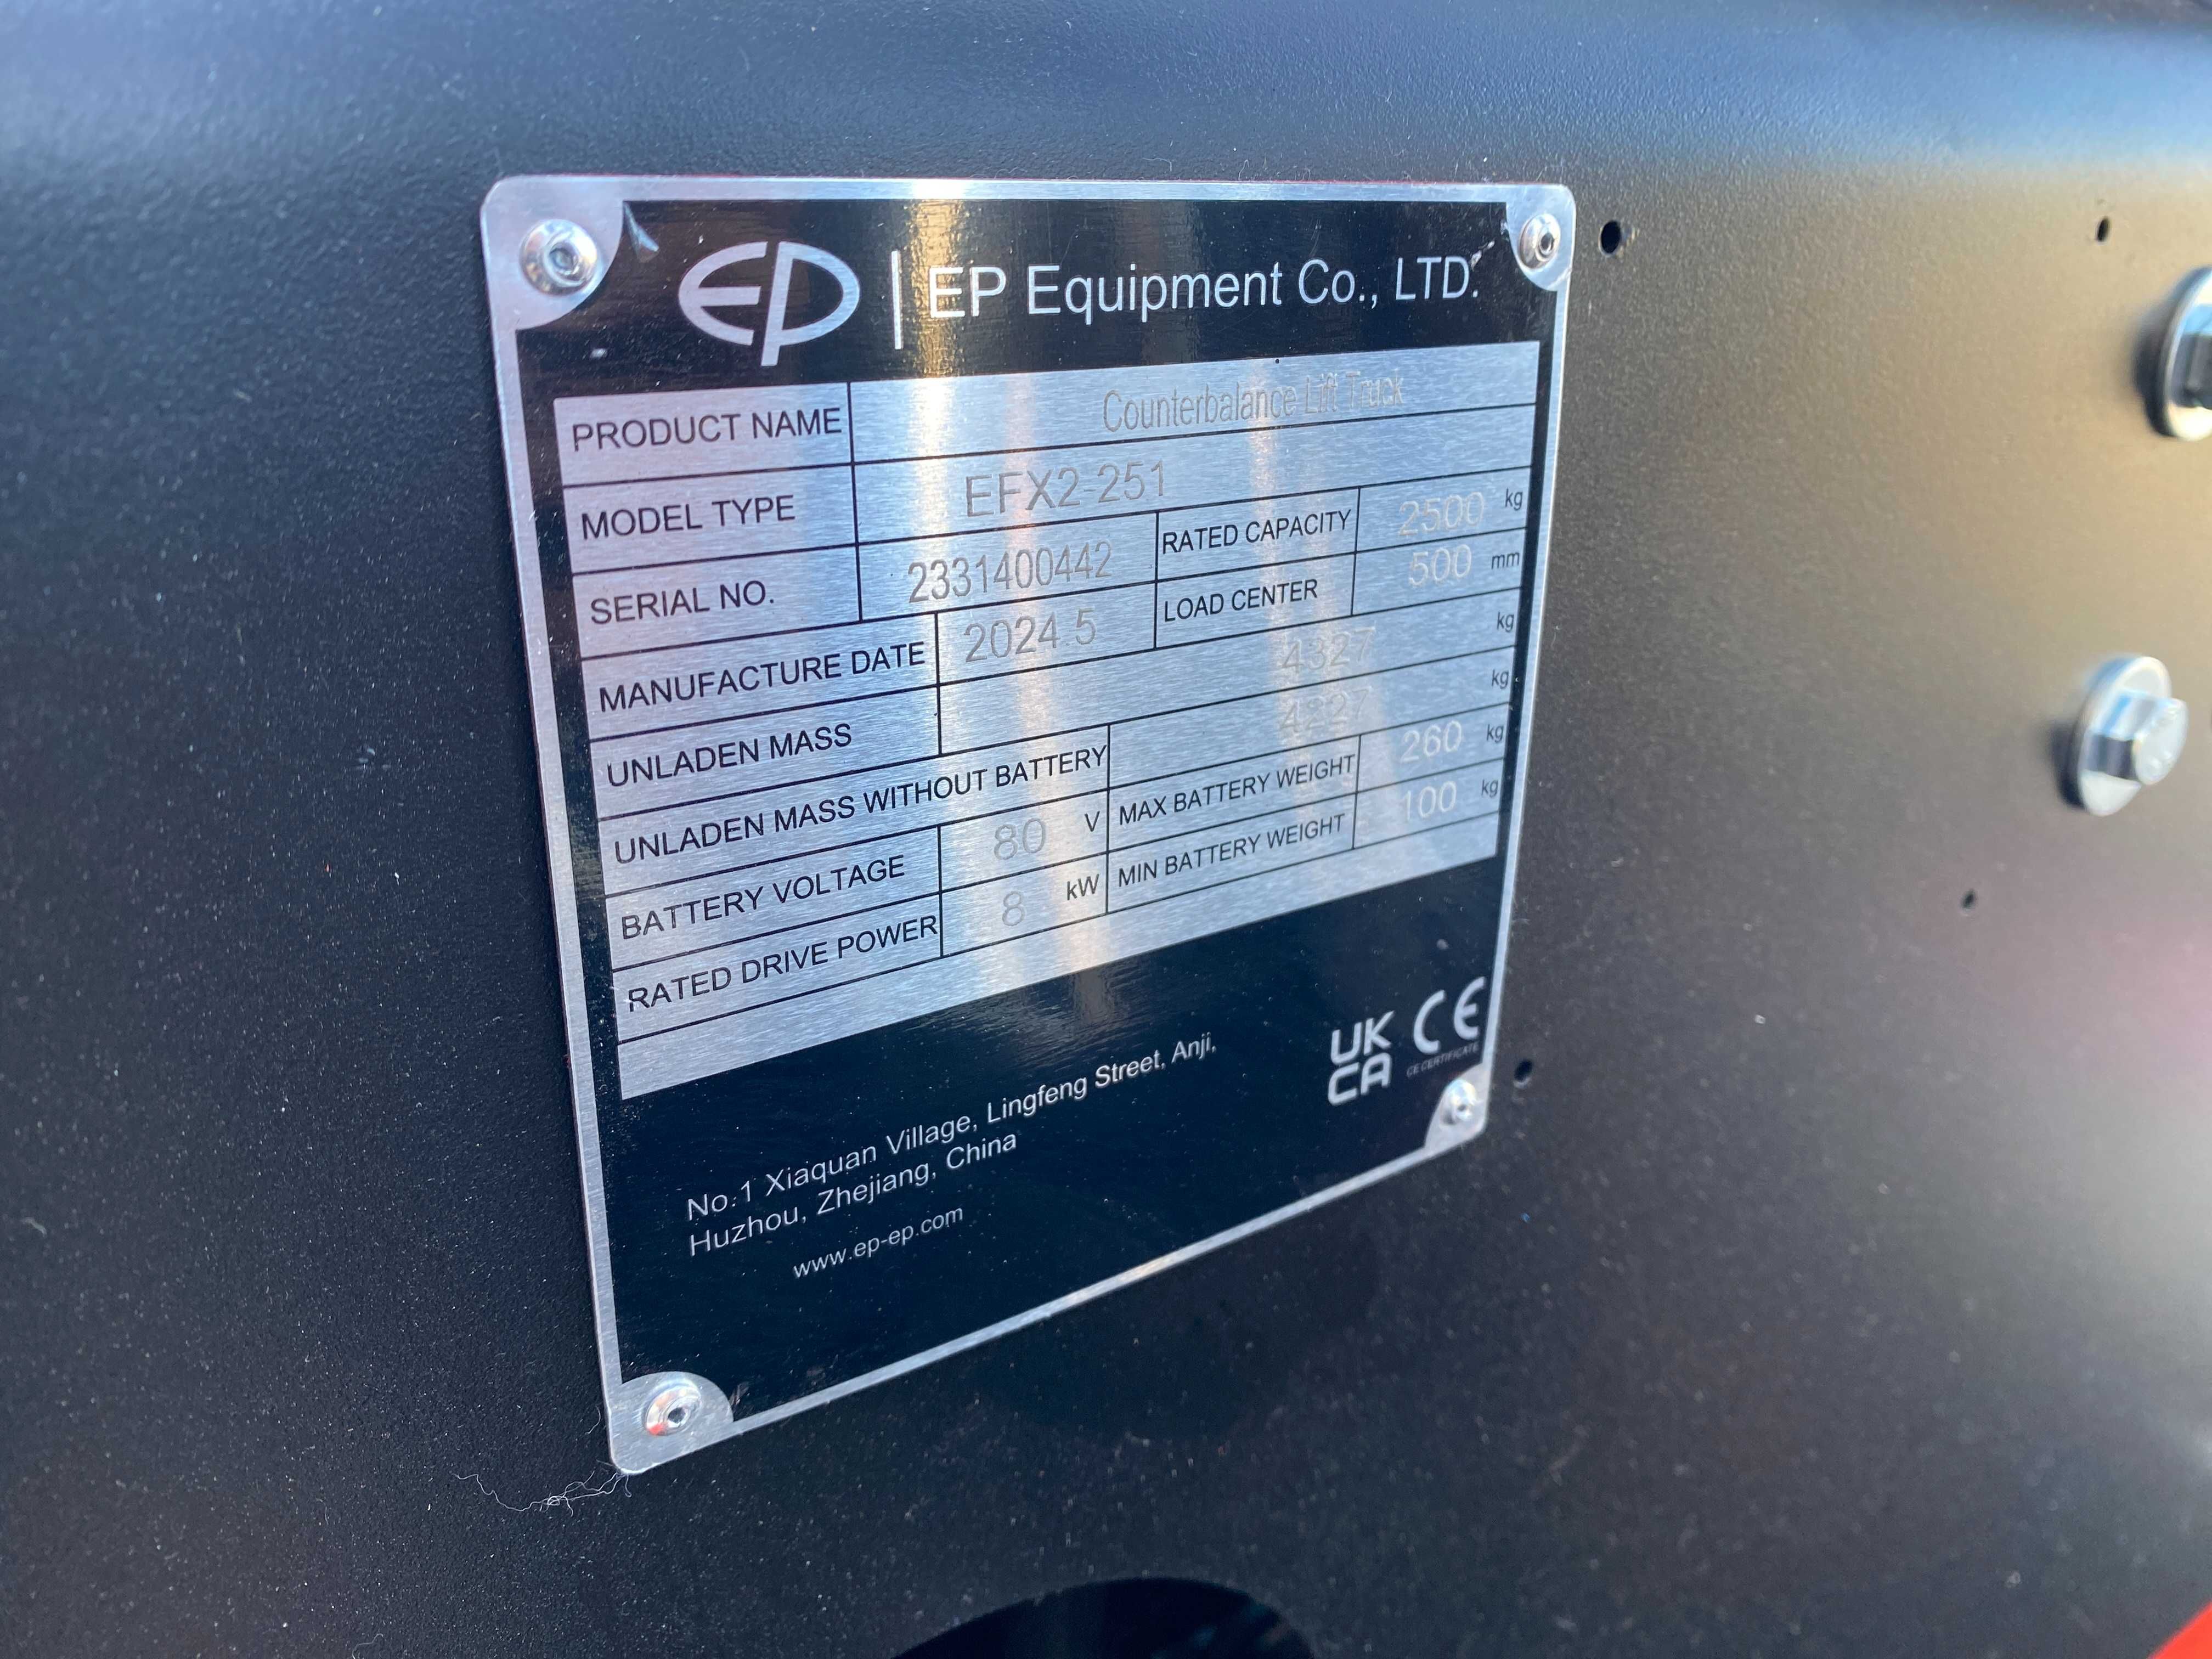 EP | EP Equipment Co., LTD.
PRODUCT NAME Counterbalance Lift Truck
MODEL TYPE EFX2-251
SERIAL NO. 2331400442 RATED CAPACITY 2500 kg
MANUFACTURE DATE 2024.5 LOAD CENTER 500 mm
UNLADEN MASS 4327 kg
UNLADEN MASS WITHOUT BATTERY 4227 kg
BATTERY VOLTAGE 80 V MAX BATTERY WEIGHT 260 kg
RATED DRIVE POWER 8 kW MIN BATTERY WEIGHT 100 kg
No.1 Xiaquan Village, Lingfeng Street, Anji,
Huzhou, Zhejiang, China
www.ep-ep.com
UK
CA
CE
CE CERTIFICATE